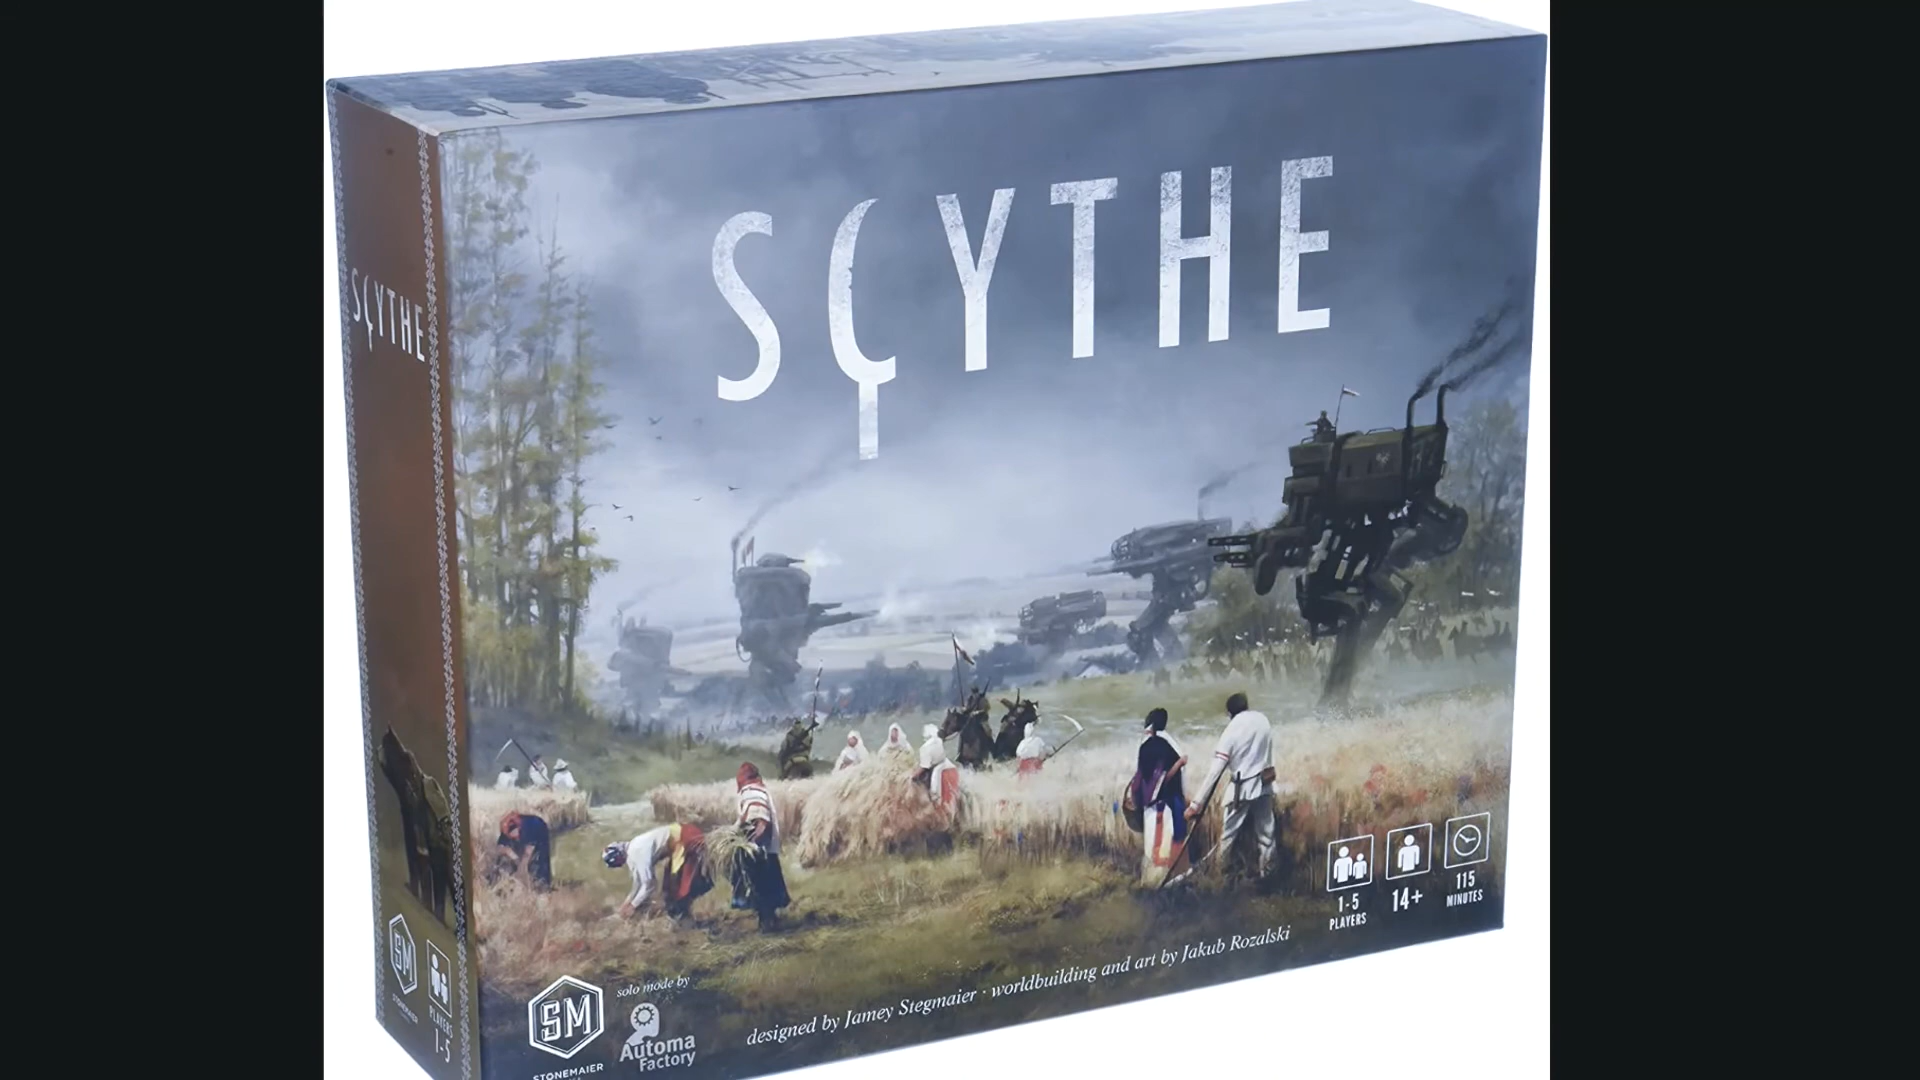 SCYTHE
SCYTHE
1-5
PLAYERS
14+
115
MINUTES
designed by Jamey Stegmaier · worldbuilding and art by Jakub Rozalski
solo mode by
Automa
Factory
SM
STONEMAIER
SM
STONEMAIER
PLAYERS
1-5